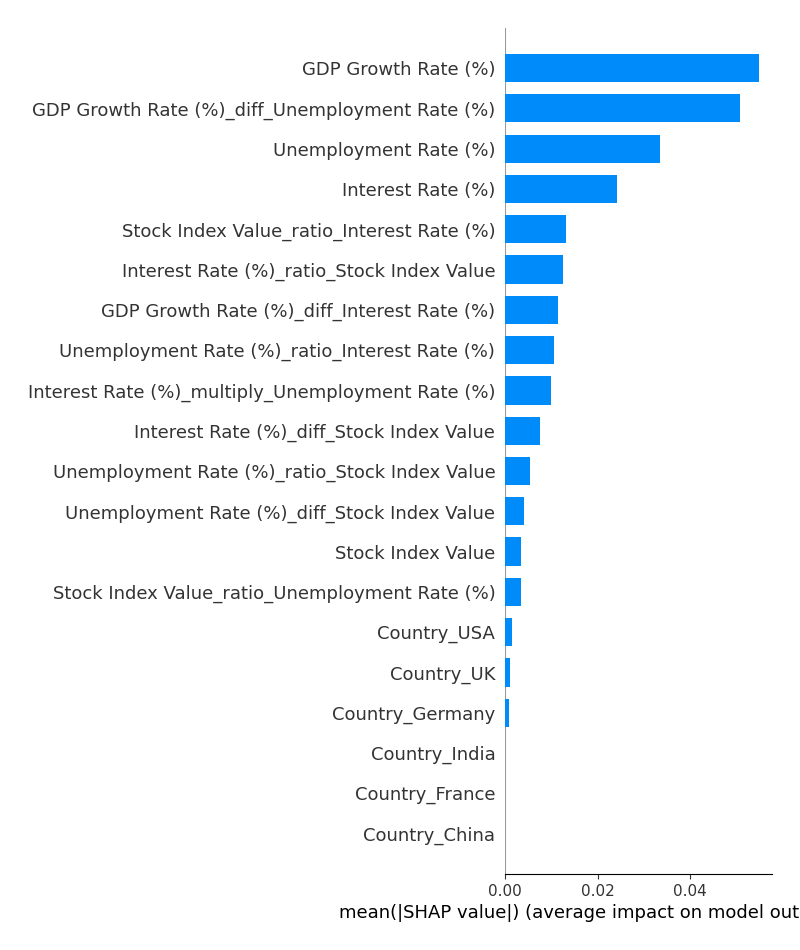 GDP Growth Rate (%)
GDP Growth Rate (%)_diff_Unemployment Rate (%)
Unemployment Rate (%)
Interest Rate (%)
Stock Index Value_ratio_Interest Rate (%)
Interest Rate (%)_ratio_Stock Index Value
GDP Growth Rate (%)_diff_Interest Rate (%)
Unemployment Rate (%)_ratio_Interest Rate (%)
Interest Rate (%)_multiply_Unemployment Rate (%)
Interest Rate (%)_diff_Stock Index Value
Unemployment Rate (%)_ratio_Stock Index Value
Unemployment Rate (%)_diff_Stock Index Value
Stock Index Value
Stock Index Value_ratio_Unemployment Rate (%)
Country_USA
Country_UK
Country_Germany
Country_India
Country_France
Country_China
0.00 0.02 0.04
mean(|SHAP value|) (average impact on model out